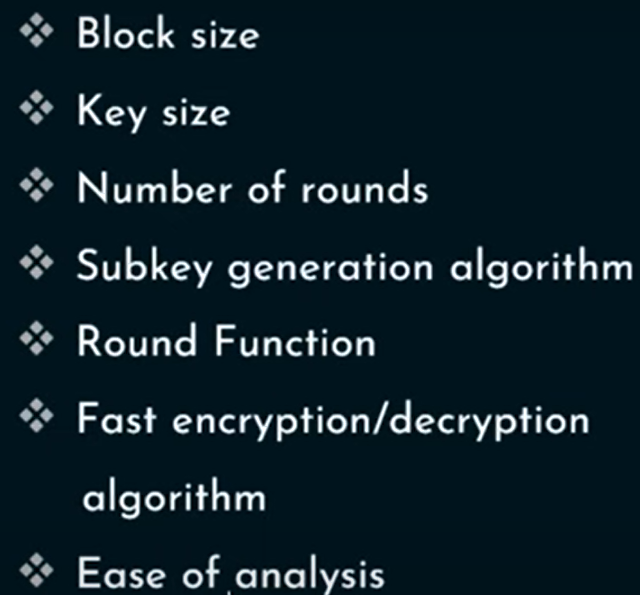 ❖ Block size
❖ Key size
❖ Number of rounds
❖ Subkey generation algorithm
❖ Round Function
❖ Fast encryption/decryption
algorithm
❖ Ease of analysis